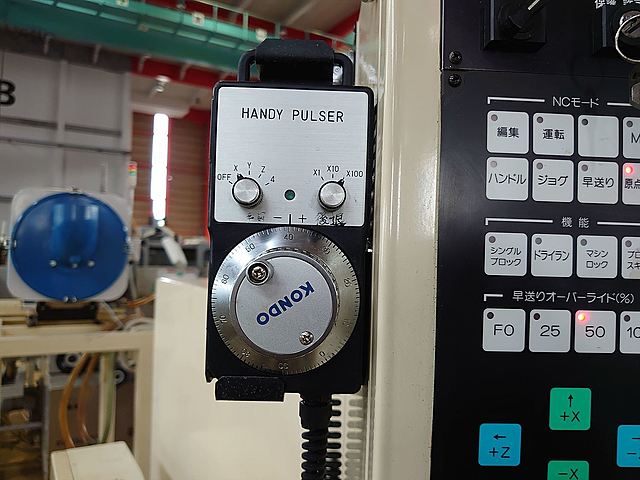 B
HANDY PULSER
OFF X Y Z 4
X1 X10 X100
− +
KONDO
NCモード
編集 運転
ハンドル ジョグ 早送り 原点
機能
シングルブロック ドライラン マシンロック
早送りオーバーライド(%)
F0 25 50
↑
+X
←
+Z
-X